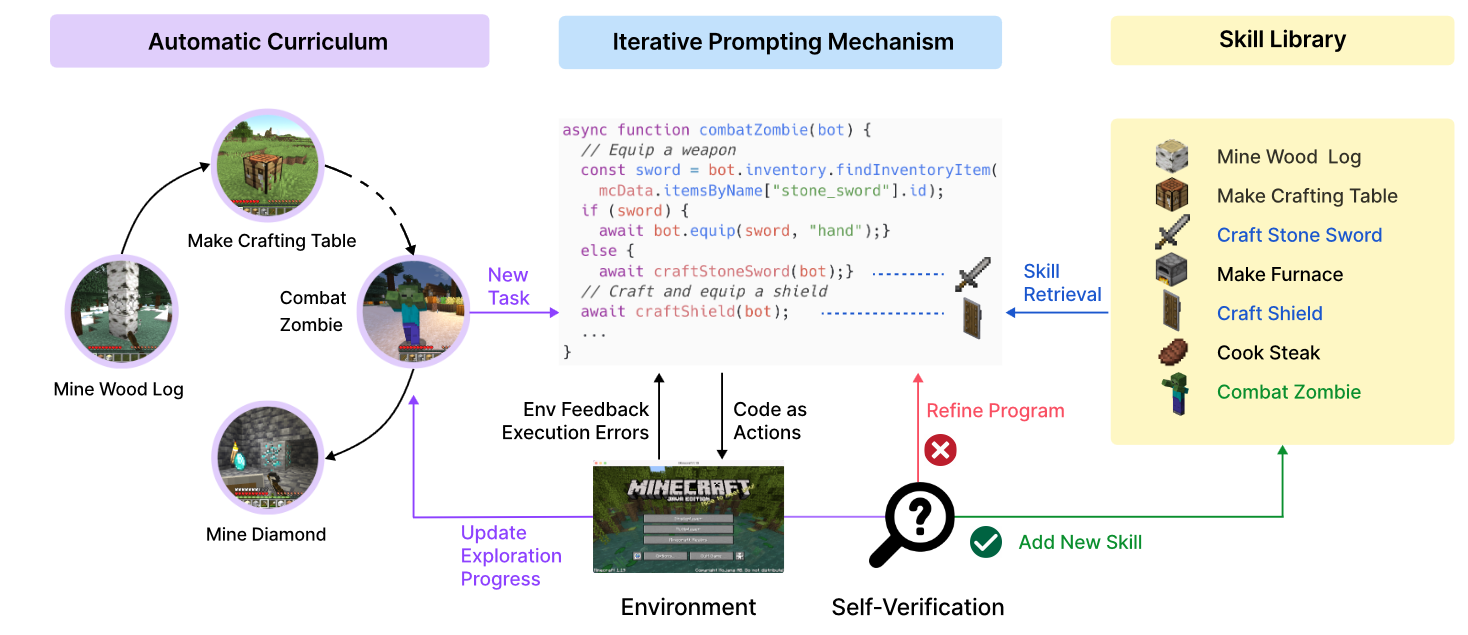 Automatic Curriculum
Iterative Prompting Mechanism
Skill Library
Make Crafting Table
Mine Wood Log
Combat
Zombie
Mine Diamond
New
Task
async function combatZombie(bot) {
// Equip a weapon
const sword = bot.inventory.findInventoryItem(
mcData.itemsByName["stone_sword"].id);
if (sword) {
await bot.equip(sword, "hand");}
else {
await craftStoneSword(bot);}
// Craft and equip a shield
await craftShield(bot);
...
}
Skill
Retrieval
Mine Wood  Log
Make Crafting Table
Craft Stone Sword
Make Furnace
Craft Shield
Cook Steak
Combat Zombie
Env Feedback
Execution Errors
Code as
Actions
Refine Program
MINECRAFT
JAVA EDITION
Update
Exploration
Progress
?
Add New Skill
Environment
Self-Verification